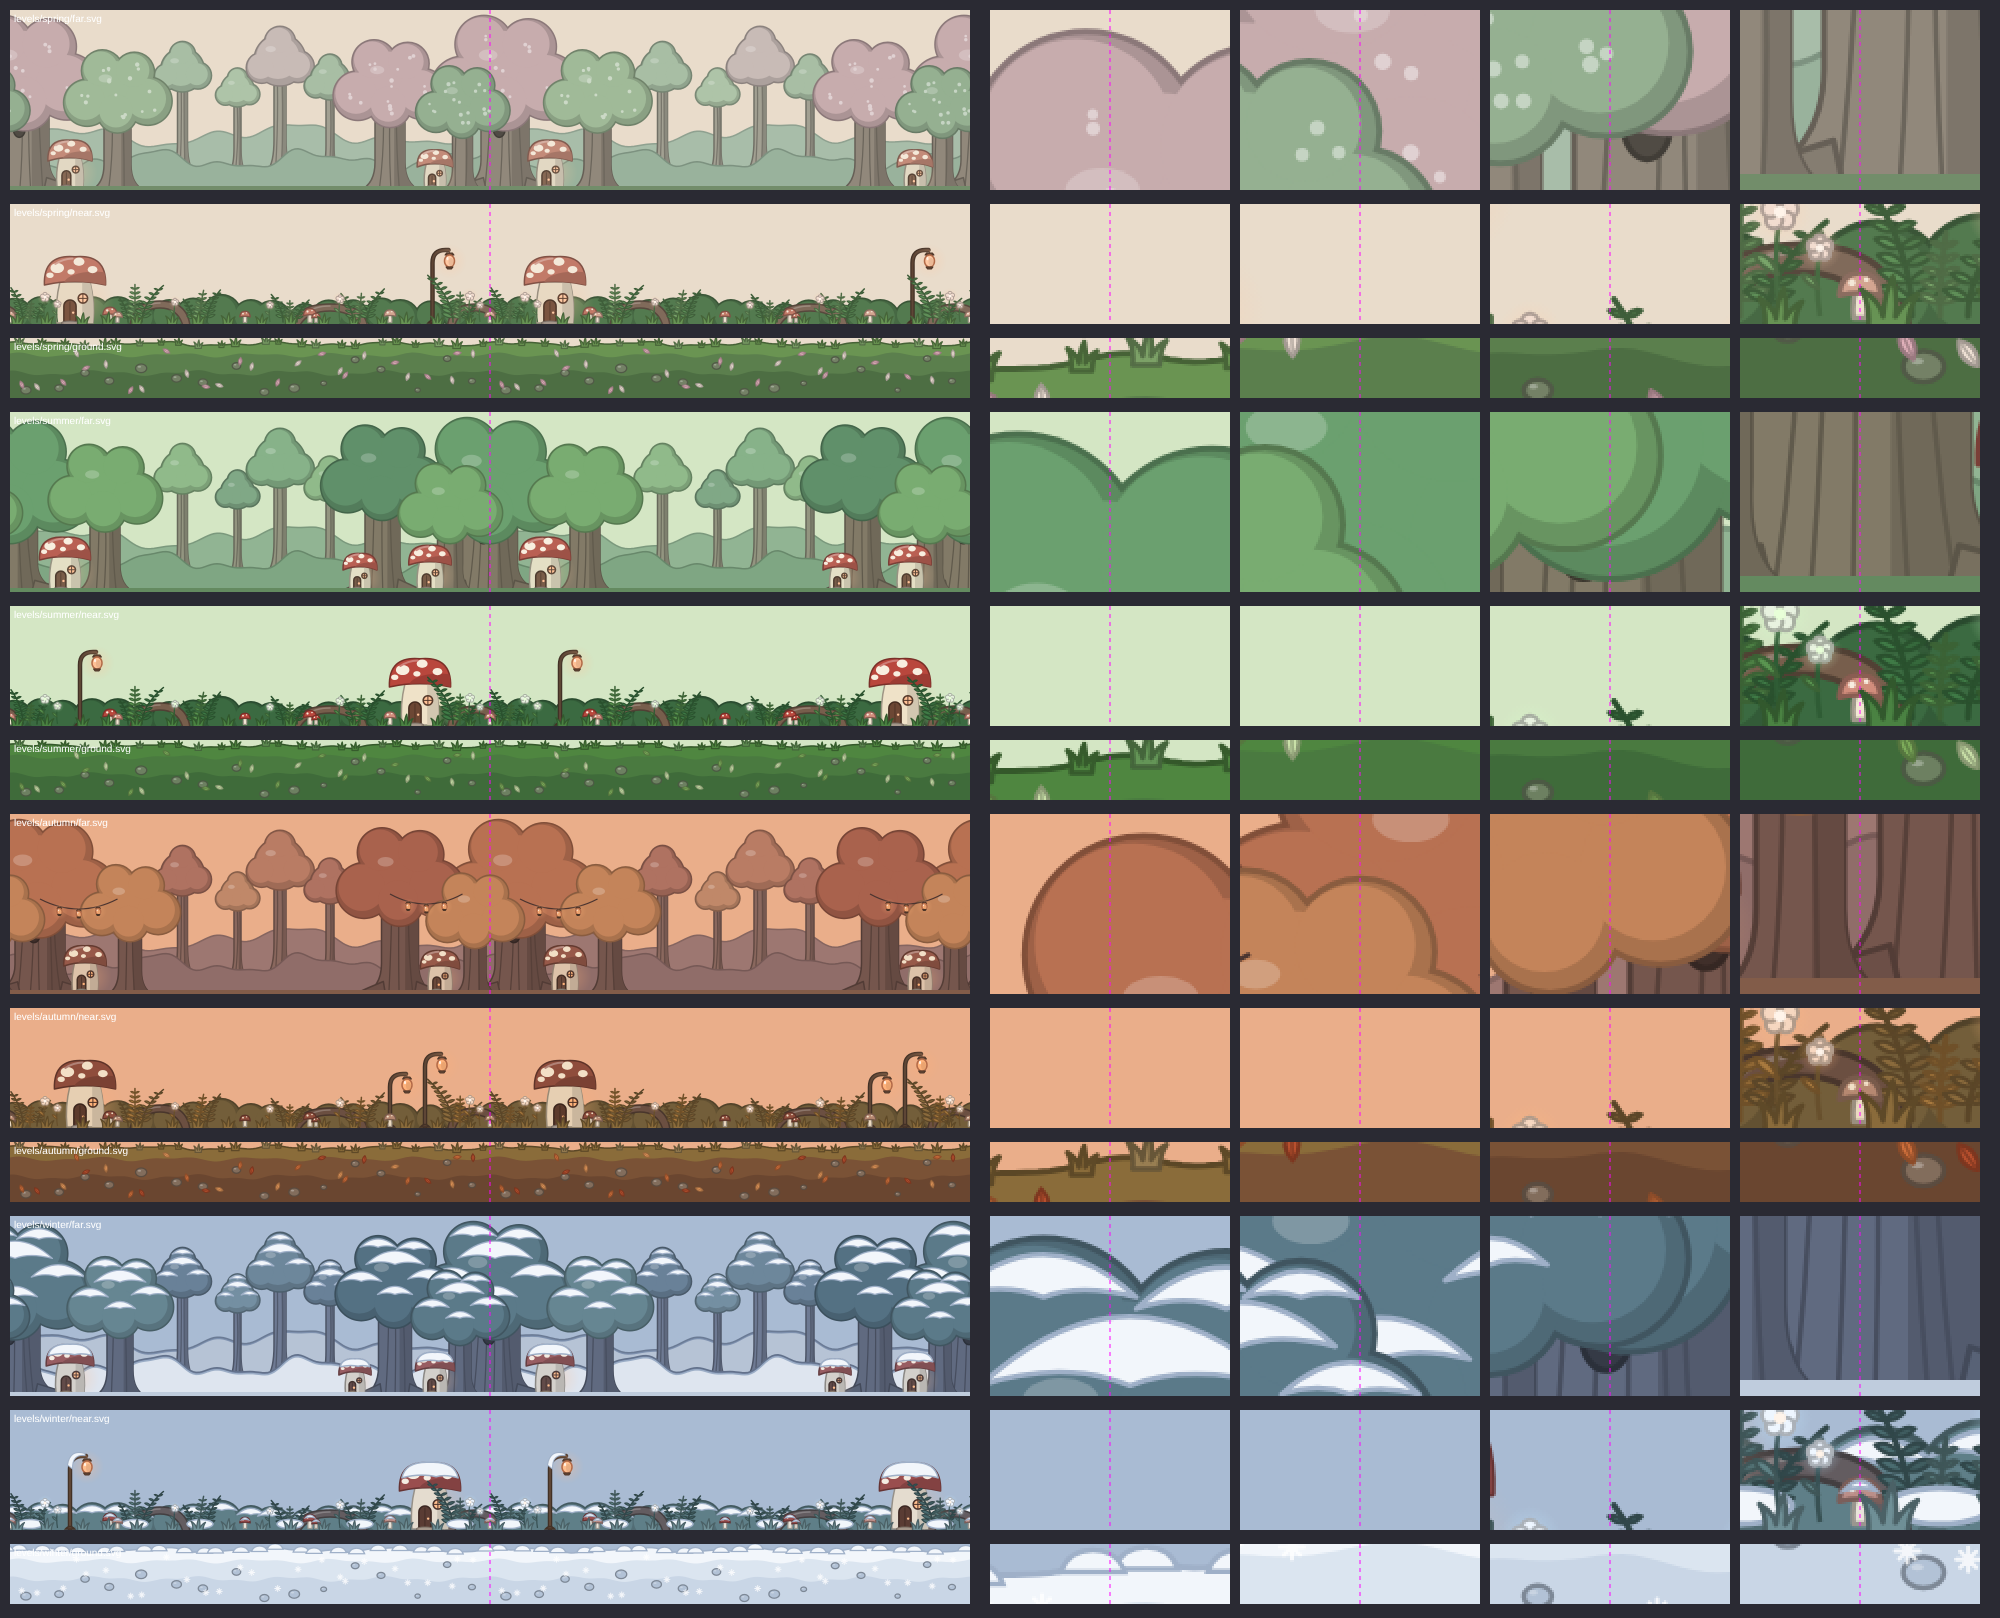 levels/spring/far.svg
levels/spring/near.svg
levels/spring/ground.svg
levels/summer/far.svg
levels/summer/near.svg
levels/summer/ground.svg
levels/autumn/far.svg
levels/autumn/near.svg
levels/autumn/ground.svg
levels/winter/far.svg
levels/winter/near.svg